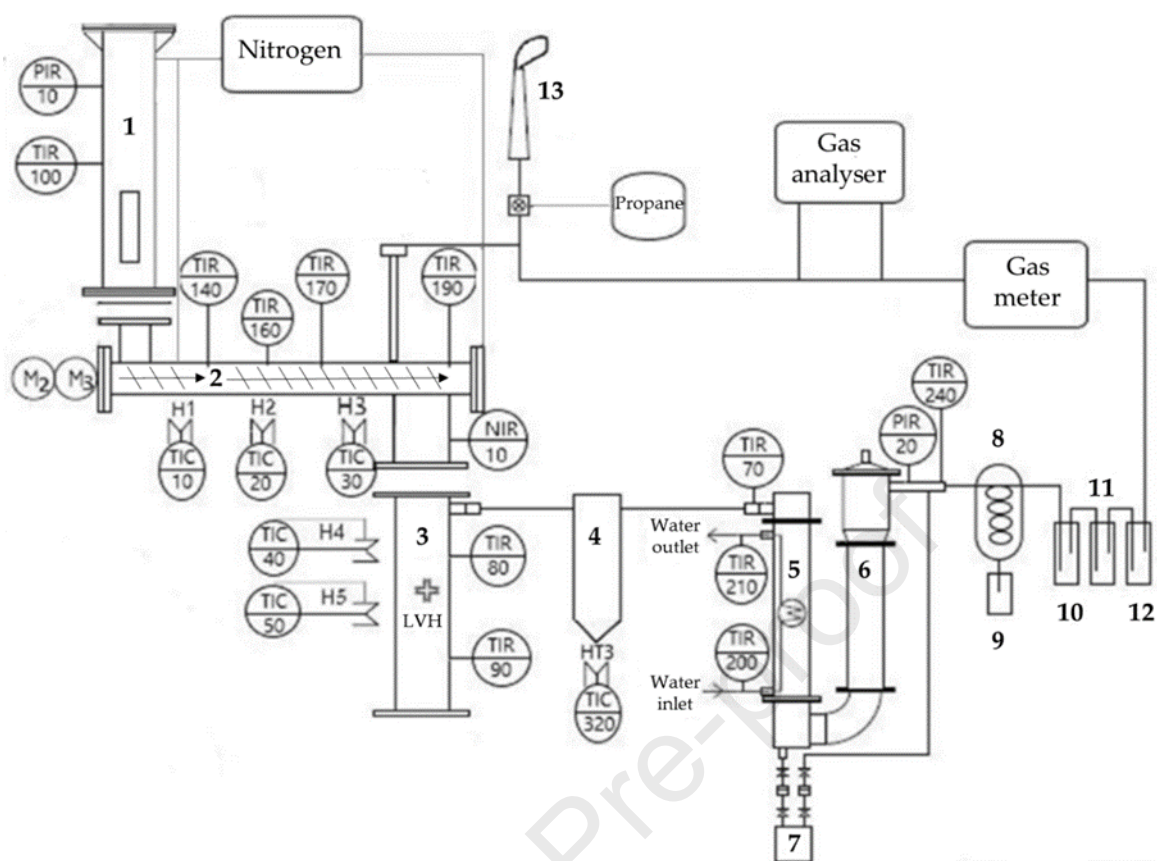 Nitrogen
PIR
10
1
TIR
100
13
Gas
analyser
Propane
Gas
meter
TIR
140
TIR
160
TIR
170
TIR
190
M2
M3
2
H1
H2
H3
TIC
10
TIC
20
TIC
30
NIR
10
TIR
240
PIR
20
8
TIR
70
11
TIC
40
H4
3
TIR
80
4
Water
outlet
TIR
210
5
6
TIC
50
H5
LVH
10
12
9
TIR
90
HT3
TIC
320
TIR
200
Water
inlet
7
Pre-proof